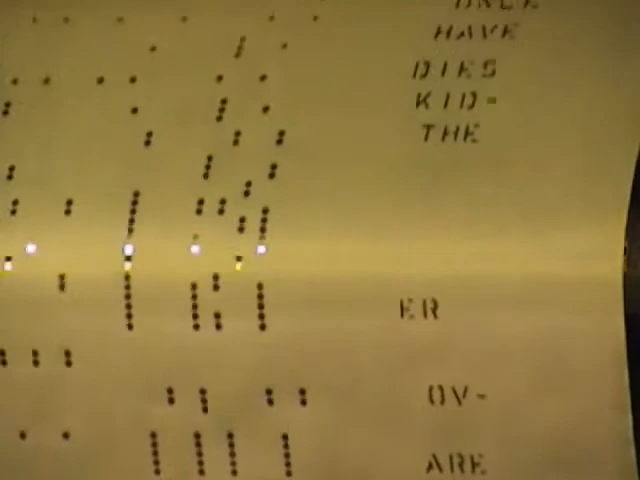 HAVE
DIES
KID-
THE
ER
OV-
ARE